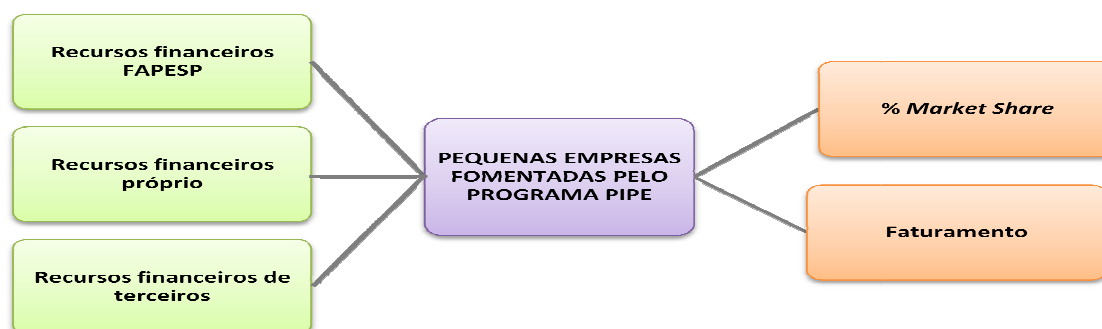 Recursos financeiros
FAPESP
Recursos financeiros
próprio
Recursos financeiros de
terceiros
PEQUENAS EMPRESAS
FOMENTADAS PELO
PROGRAMA PIPE
% Market Share
Faturamento